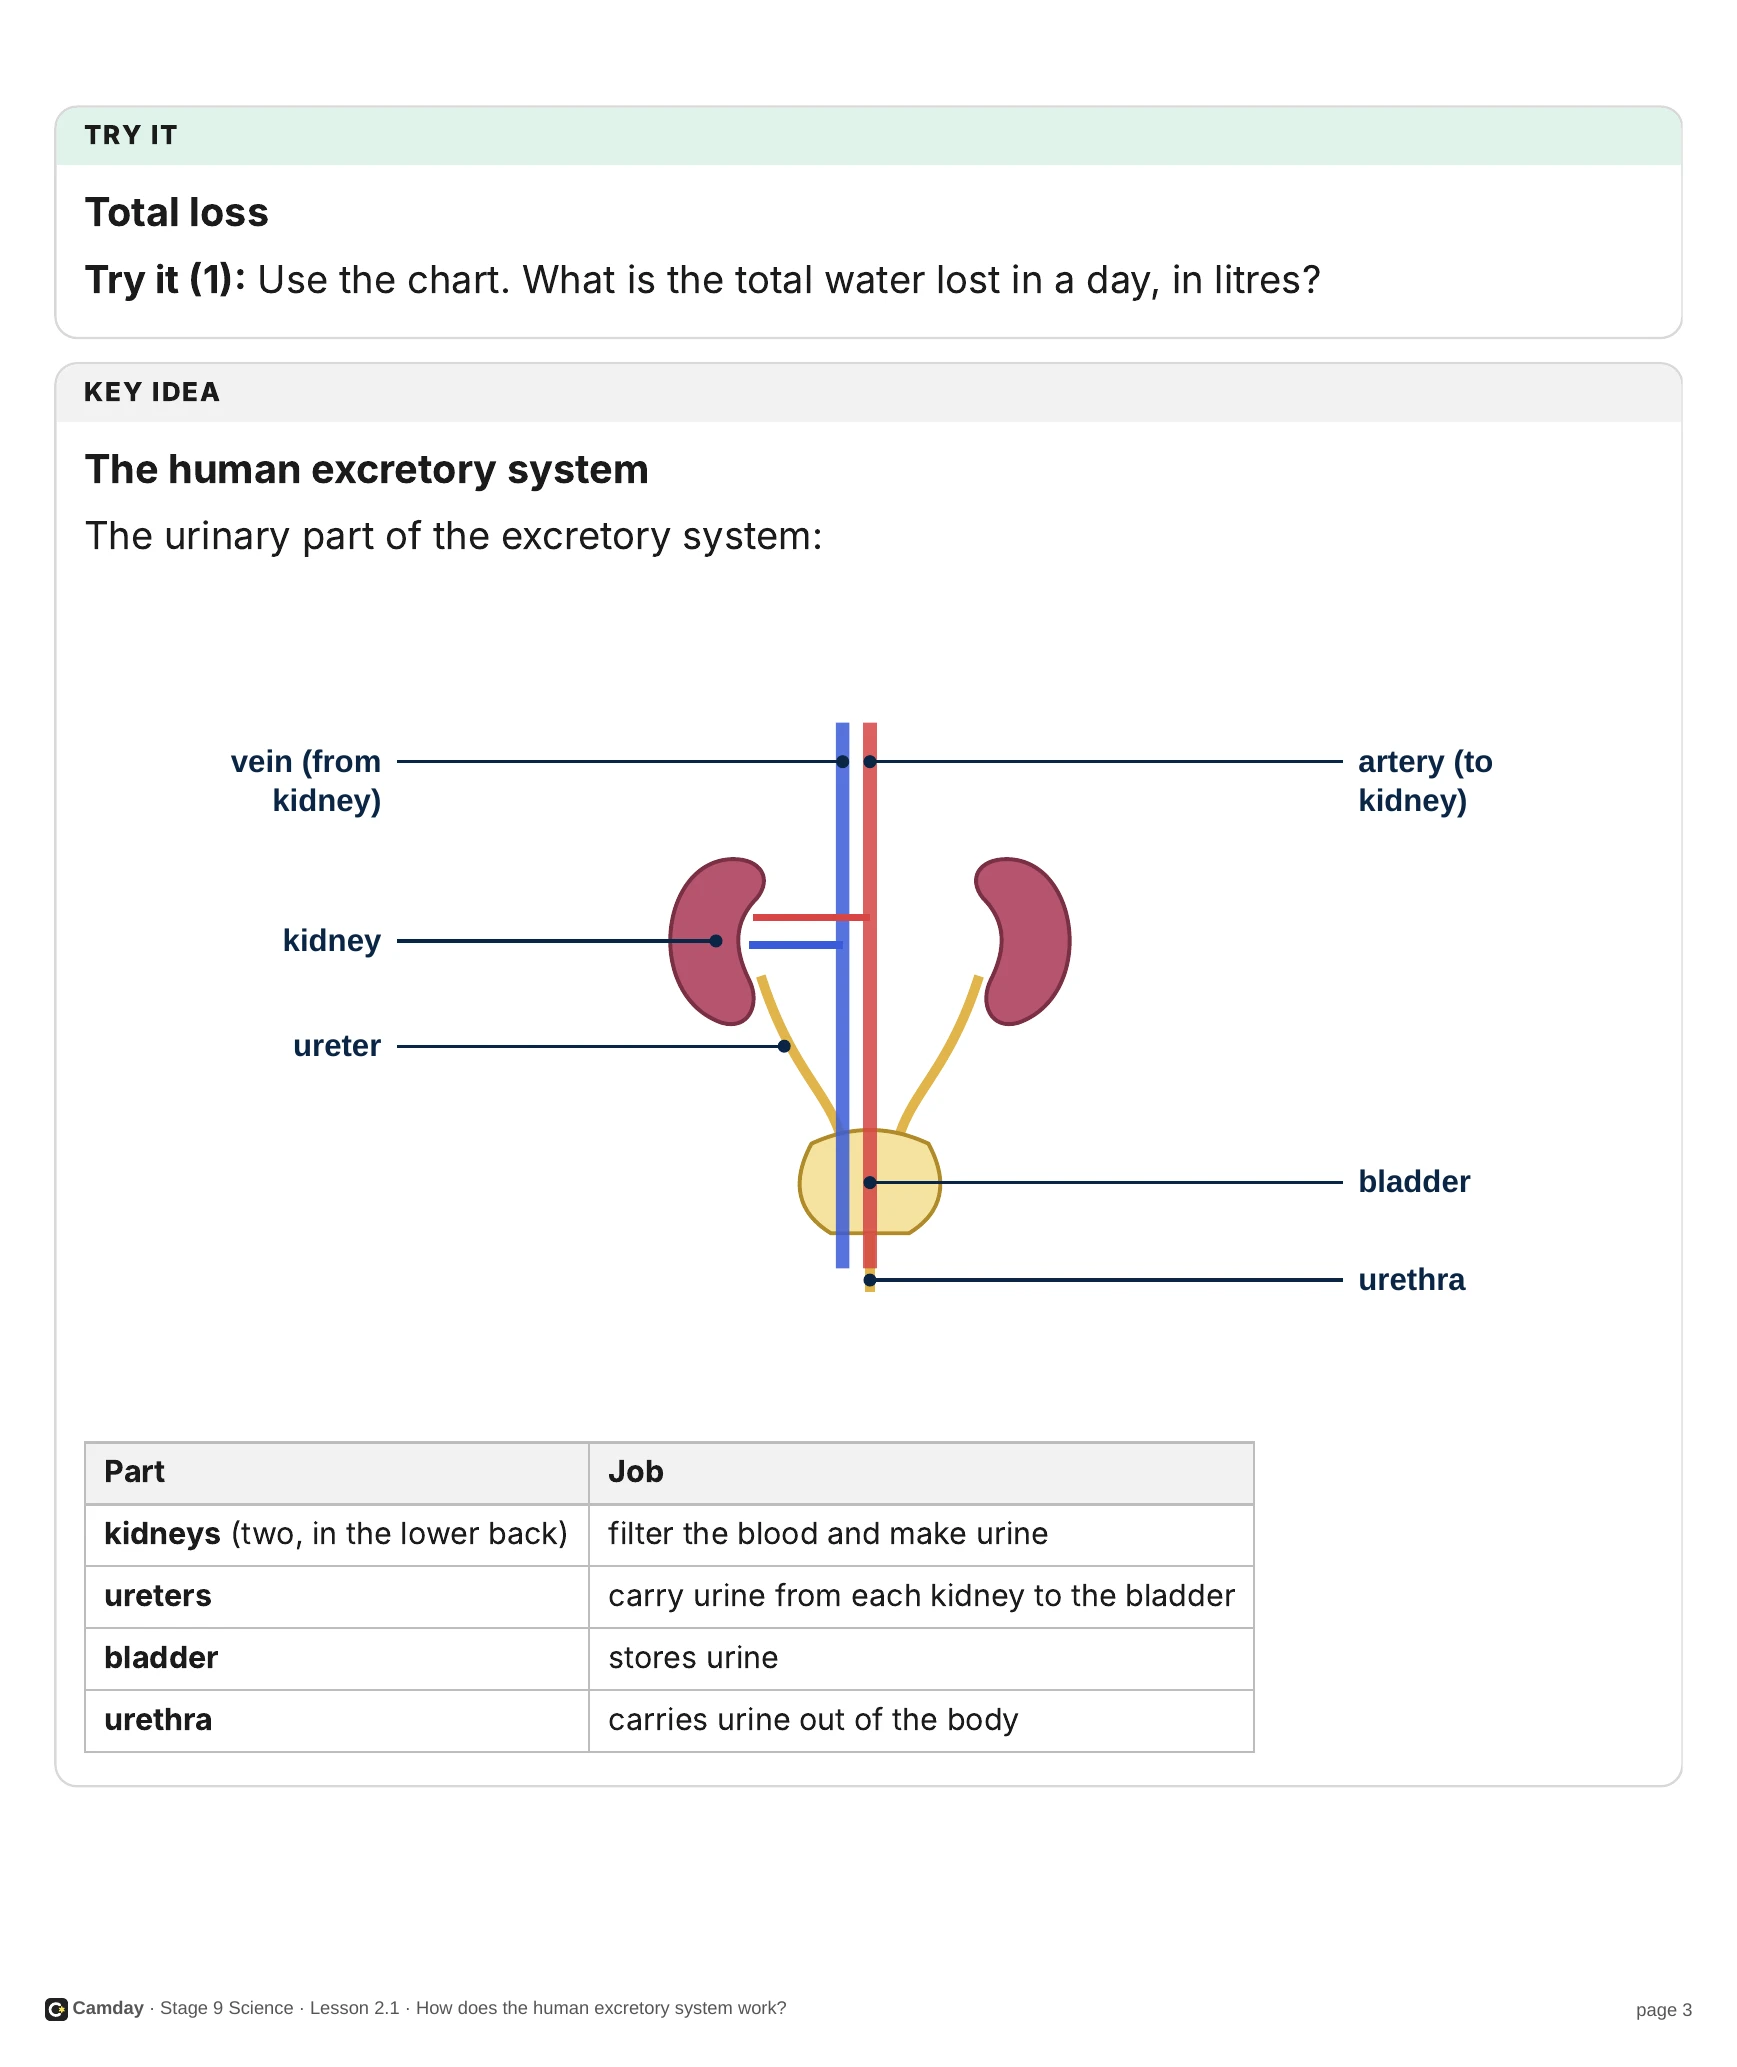 TRY IT
Total loss
Try it (1): Use the chart. What is the total water lost in a day, in litres?
KEY IDEA
The human excretory system
The urinary part of the excretory system:
vein (from
kidney)
artery (to
kidney)
kidney
ureter
bladder
urethra
Part Job
kidneys (two, in the lower back) filter the blood and make urine
ureters carry urine from each kidney to the bladder
bladder stores urine
urethra carries urine out of the body
Camday · Stage 9 Science · Lesson 2.1 · How does the human excretory system work? page 3